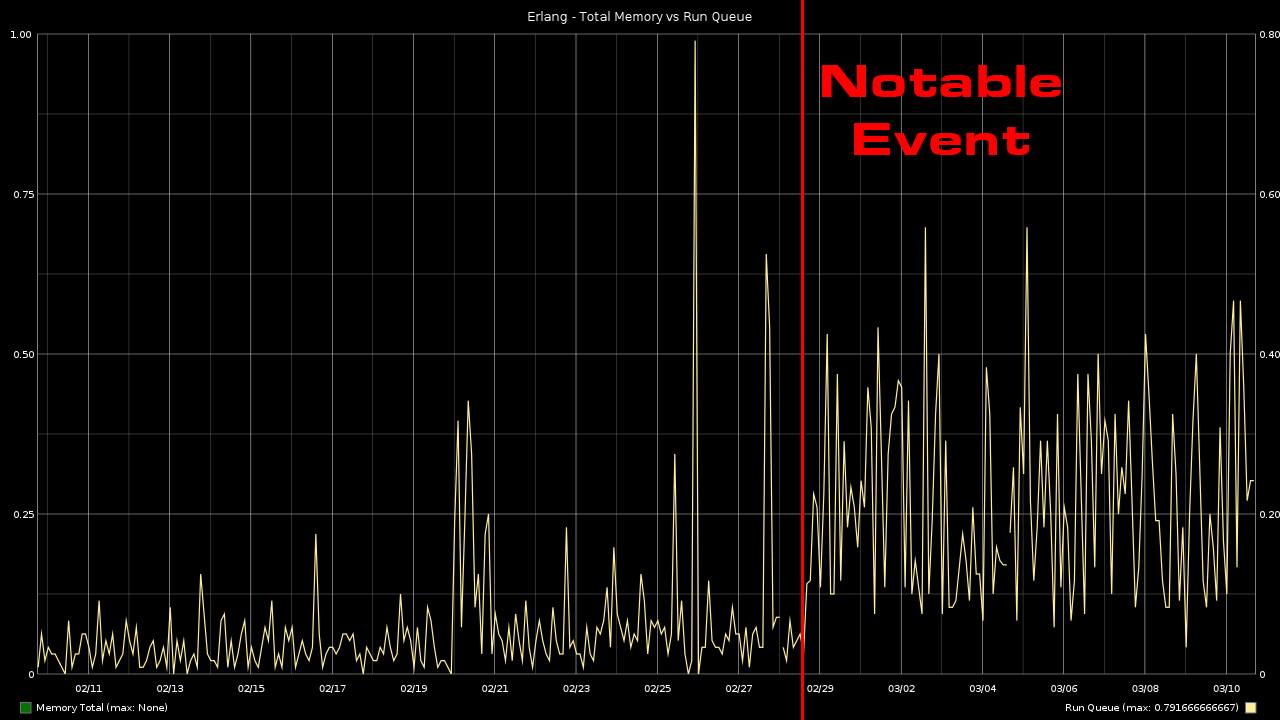 Erlang - Total Memory vs Run Queue
1.00
0.80
Notable
Event
0.75
0.60
0.50
0.40
0.25
0.20
0
0
02/11 02/13 02/15 02/17 02/19 02/21 02/23 02/25 02/27 02/29 03/02 03/04 03/06 03/08 03/10
Memory Total (max: None)
Run Queue (max: 0.791666666667)